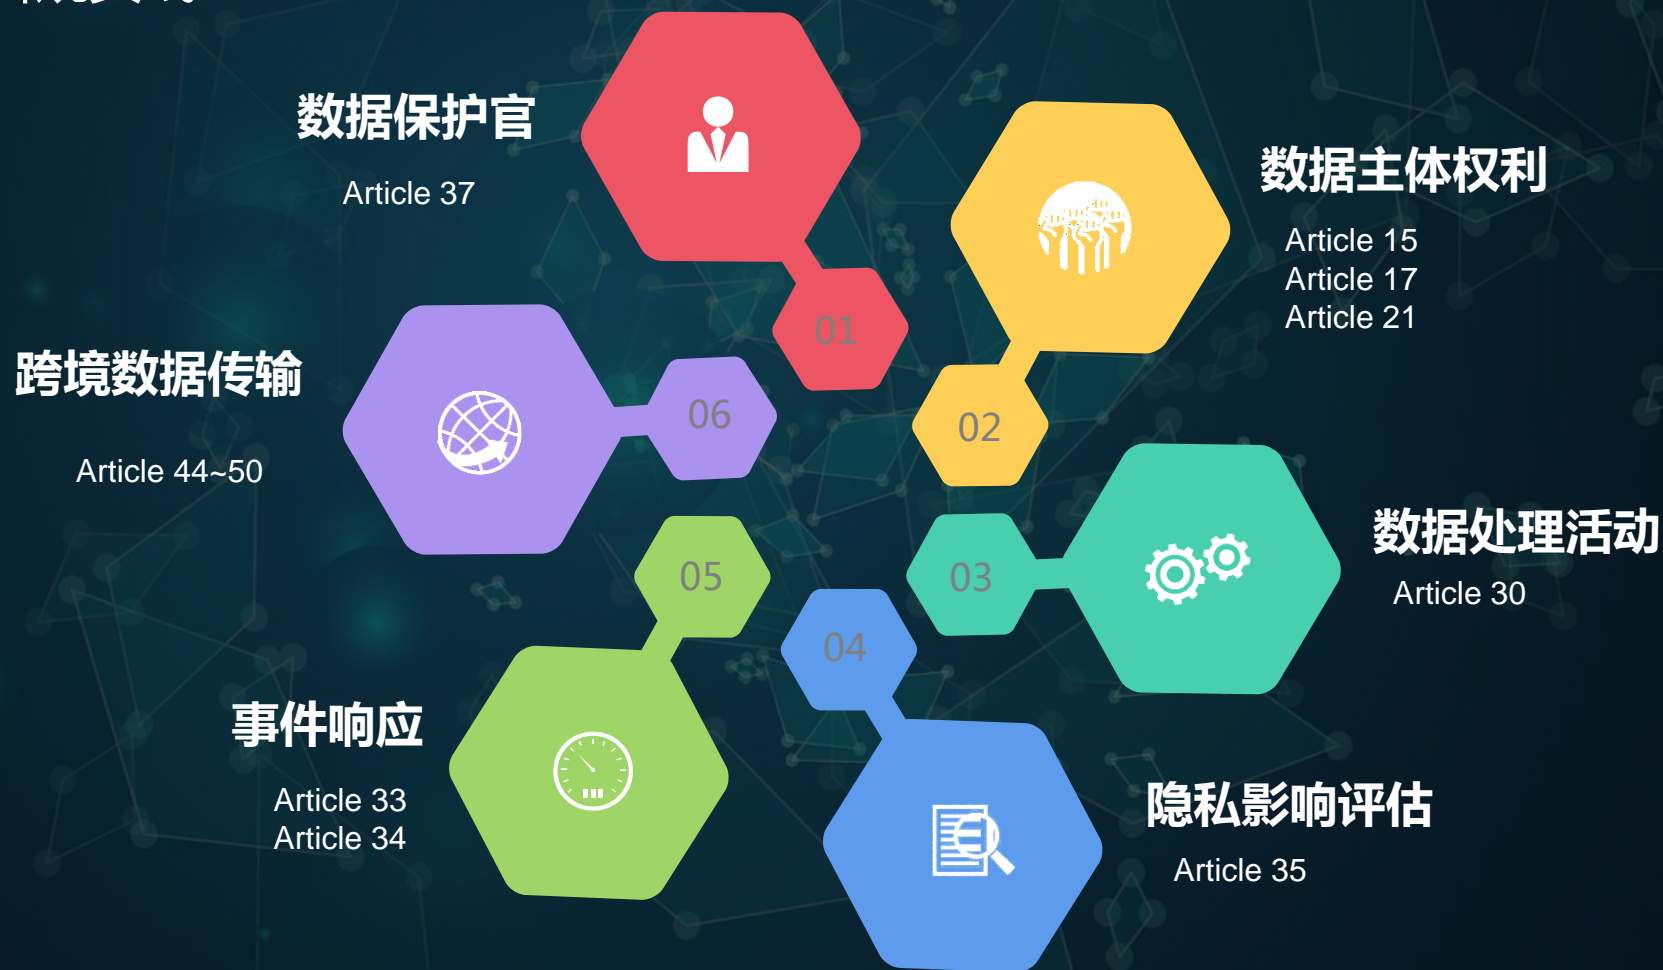 数据保护官
Article 37
01
数据主体权利
Article 15
Article 17
Article 21
02
数据处理活动
Article 30
03
隐私影响评估
Article 35
04
事件响应
Article 33
Article 34
05
跨境数据传输
Article 44~50
06